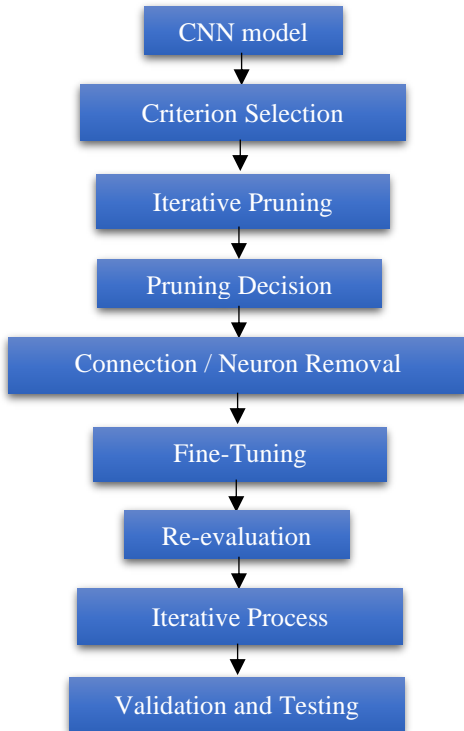 CNN model
Criterion Selection
Iterative Pruning
Pruning Decision
Connection / Neuron Removal
Fine-Tuning
Re-evaluation
Iterative Process
Validation and Testing